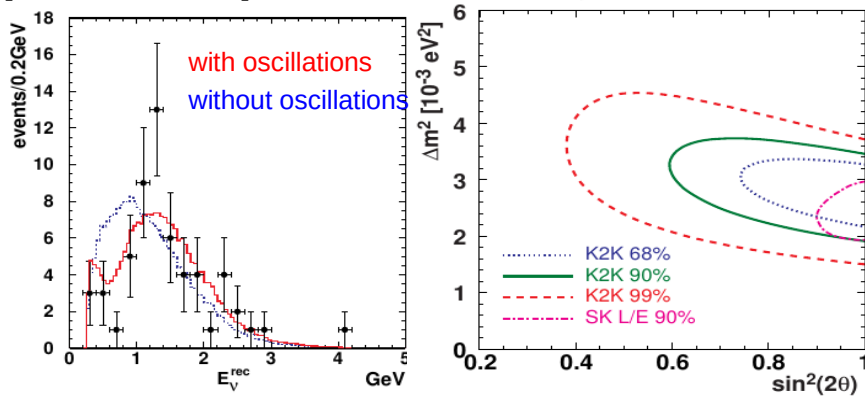 18
16
14
12
10
8
6
4
2
0
events/0.2GeV
with oscillations
without oscillations
0 1 2 3 4 5
E_ν^rec
GeV
6
5
4
3
2
1
0
Δm² [10⁻³ eV²]
K2K 68%
K2K 90%
K2K 99%
SK L/E 90%
0.2 0.4 0.6 0.8 1
sin²(2θ)